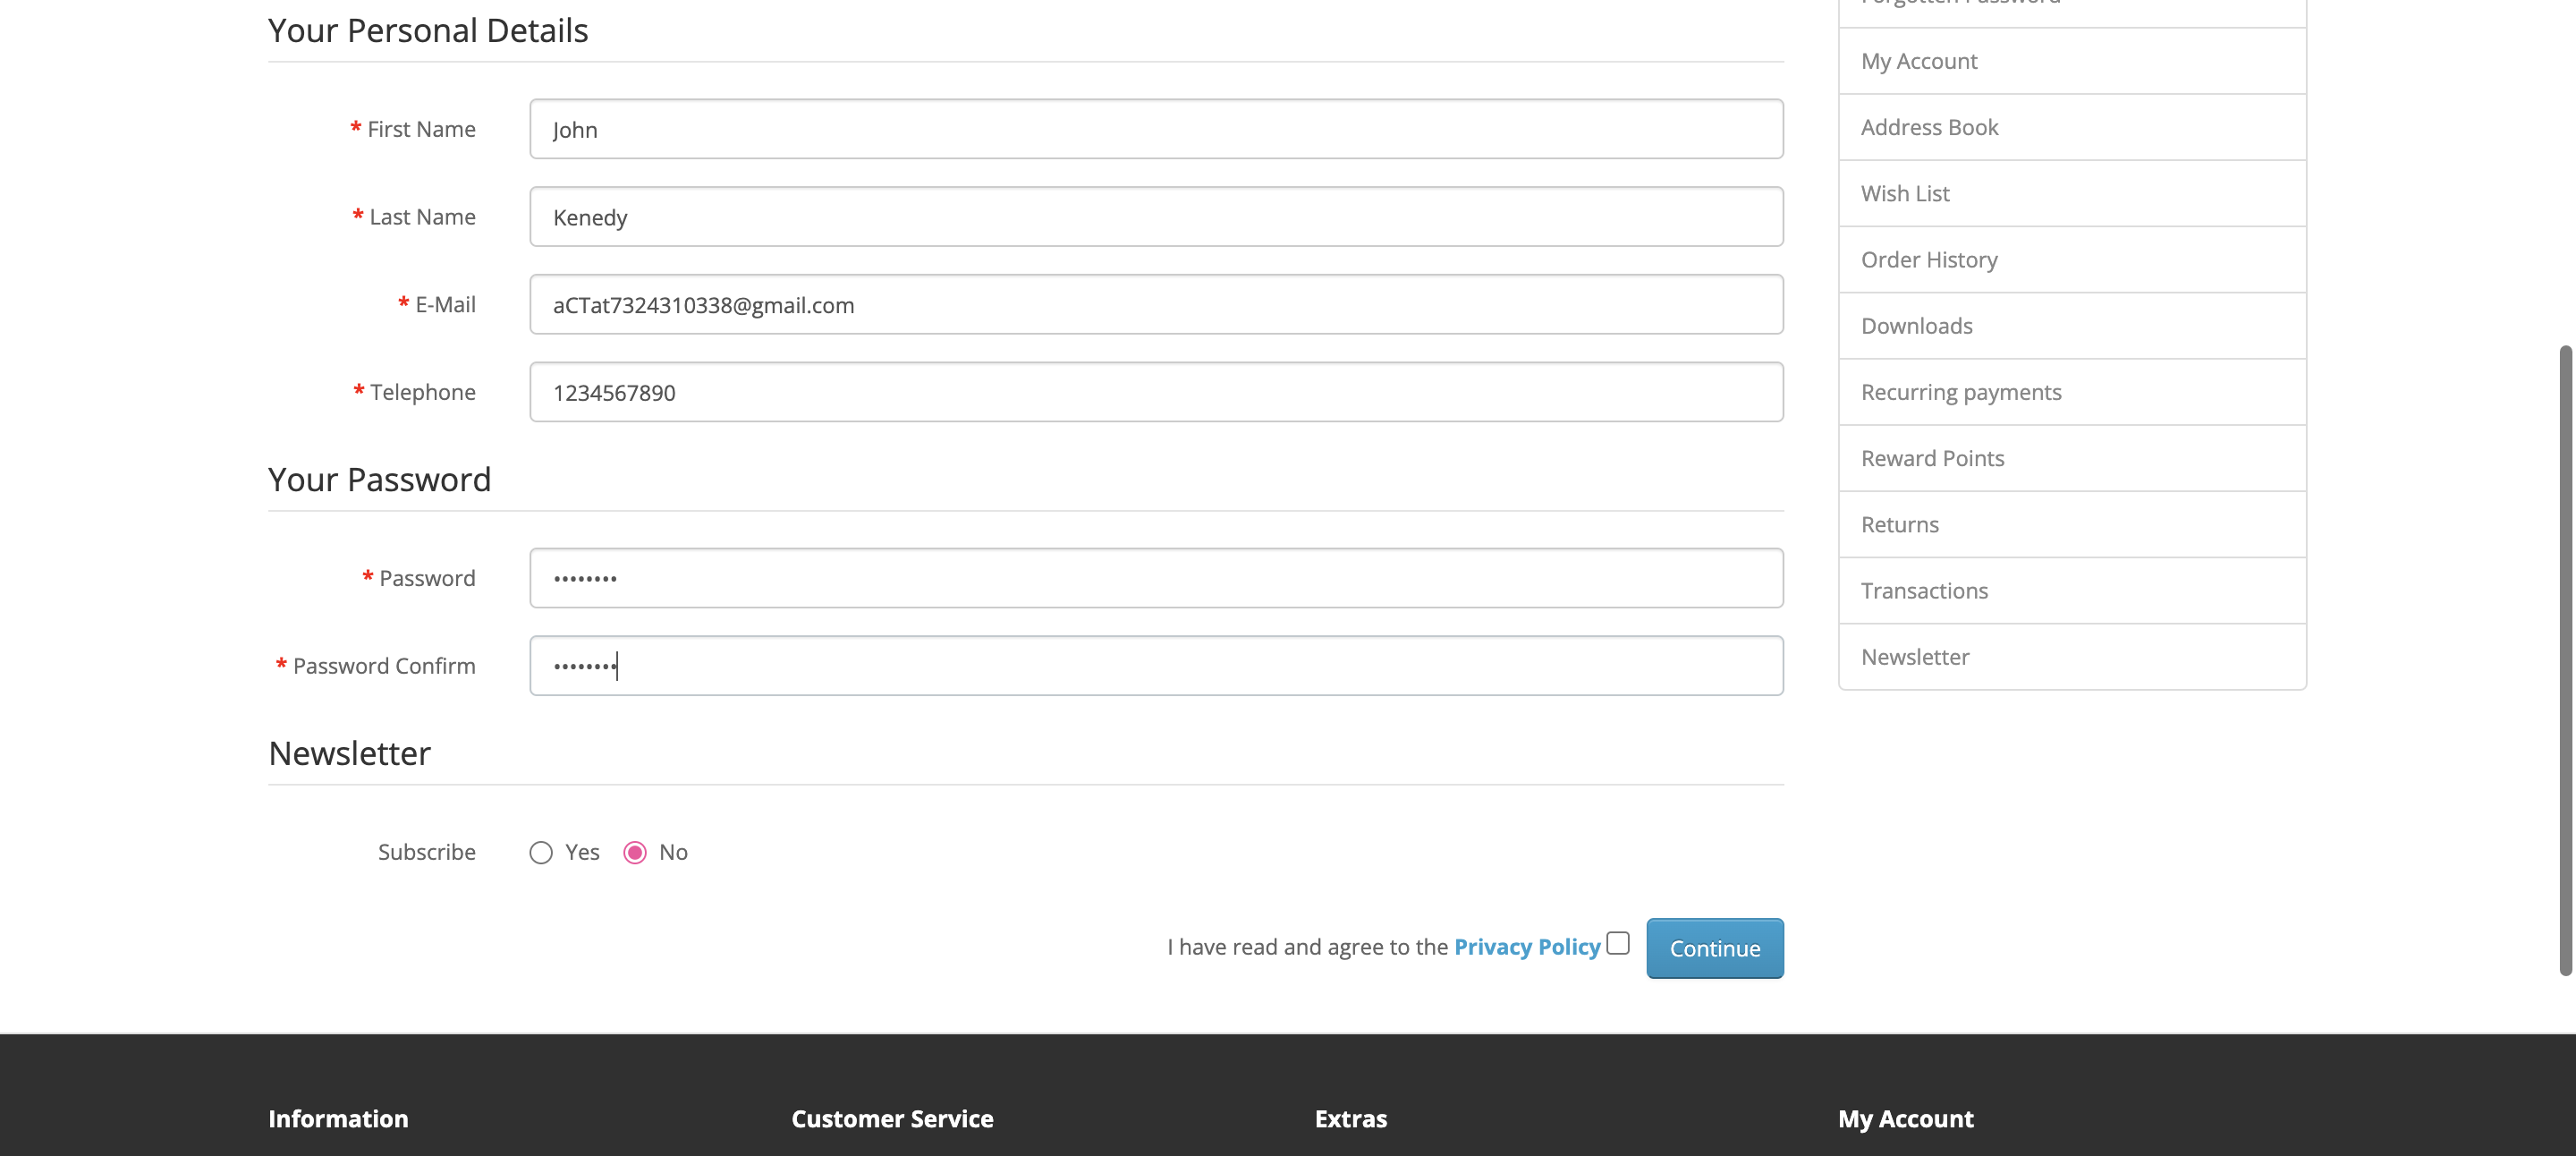 Your Personal Details
* First Name
John
* Last Name
Kenedy
* E-Mail
aCTat7324310338@gmail.com
* Telephone
1234567890
Your Password
* Password
••••••••
* Password Confirm
••••••••
Newsletter
Subscribe
Yes No
I have read and agree to the Privacy Policy
Continue
Forgotten Password
My Account
Address Book
Wish List
Order History
Downloads
Recurring payments
Reward Points
Returns
Transactions
Newsletter
Information
Customer Service
Extras
My Account